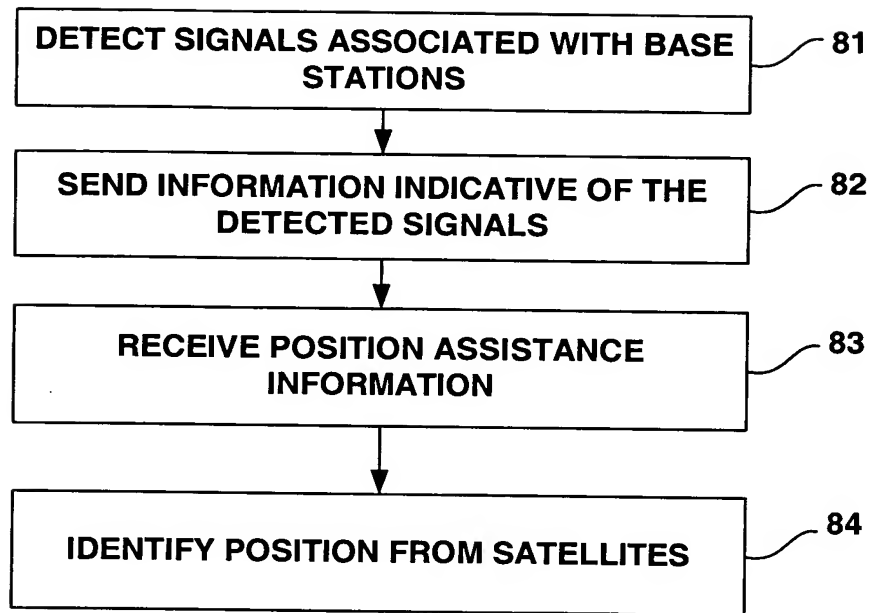 DETECT SIGNALS ASSOCIATED WITH BASE
STATIONS
81
SEND INFORMATION INDICATIVE OF THE
DETECTED SIGNALS
82
RECEIVE POSITION ASSISTANCE
INFORMATION
83
IDENTIFY POSITION FROM SATELLITES
84